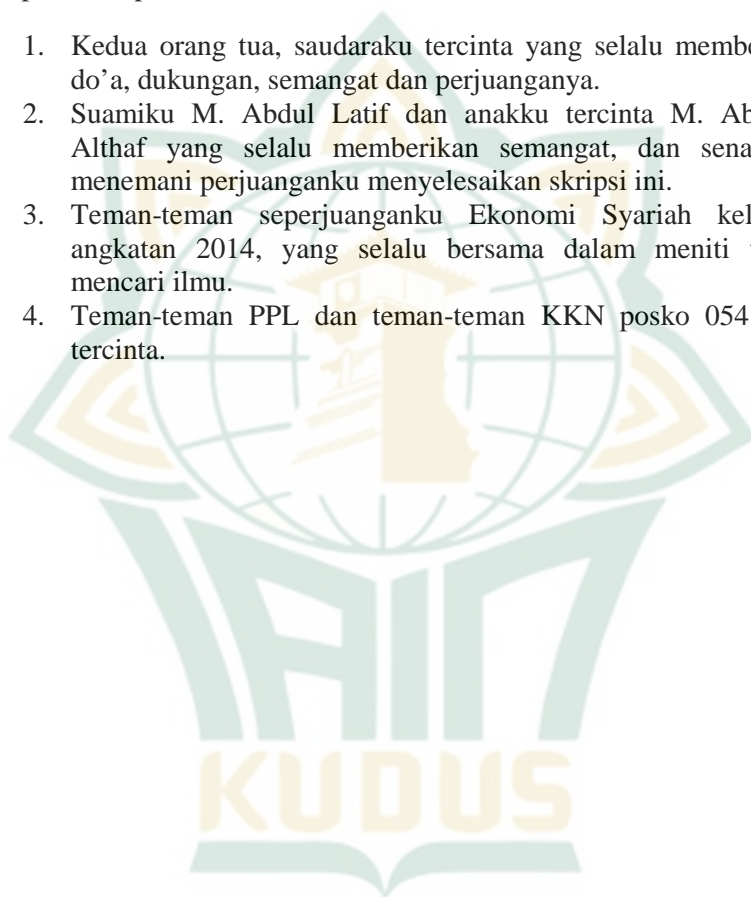 1. Kedua orang tua, saudaraku tercinta yang selalu
do’a, dukungan, semangat dan perjuanganya.
2. Suamiku M. Abdul Latif dan anakku tercinta M.
Althaf yang selalu memberikan semangat, dan
menemani perjuanganku menyelesaikan skripsi ini.
3. Teman-teman seperjuanganku Ekonomi Syariah
angkatan 2014, yang selalu bersama dalam meniti
mencari ilmu.
4. Teman-teman PPL dan teman-teman KKN posko 054
tercinta.
IAIN
KUDUS